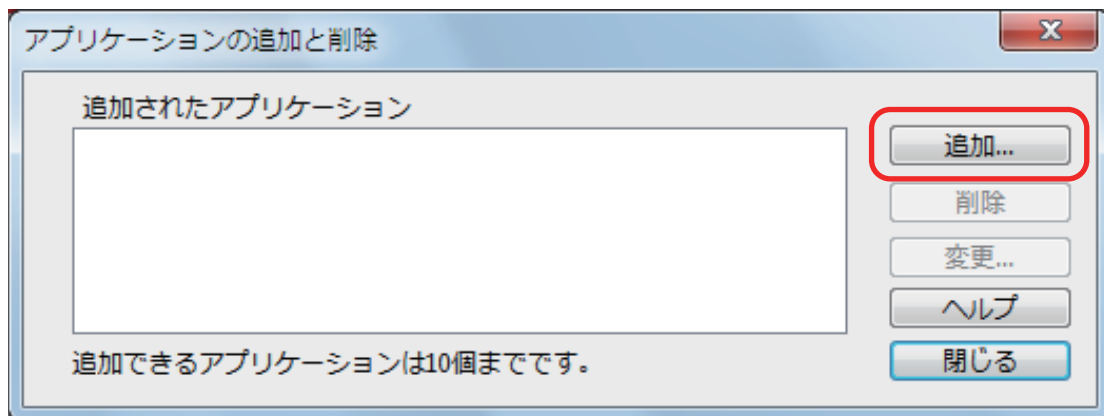 アプリケーションの追加と削除
追加されたアプリケーション
追加...
削除
変更...
ヘルプ
閉じる
追加できるアプリケーションは10個までです。